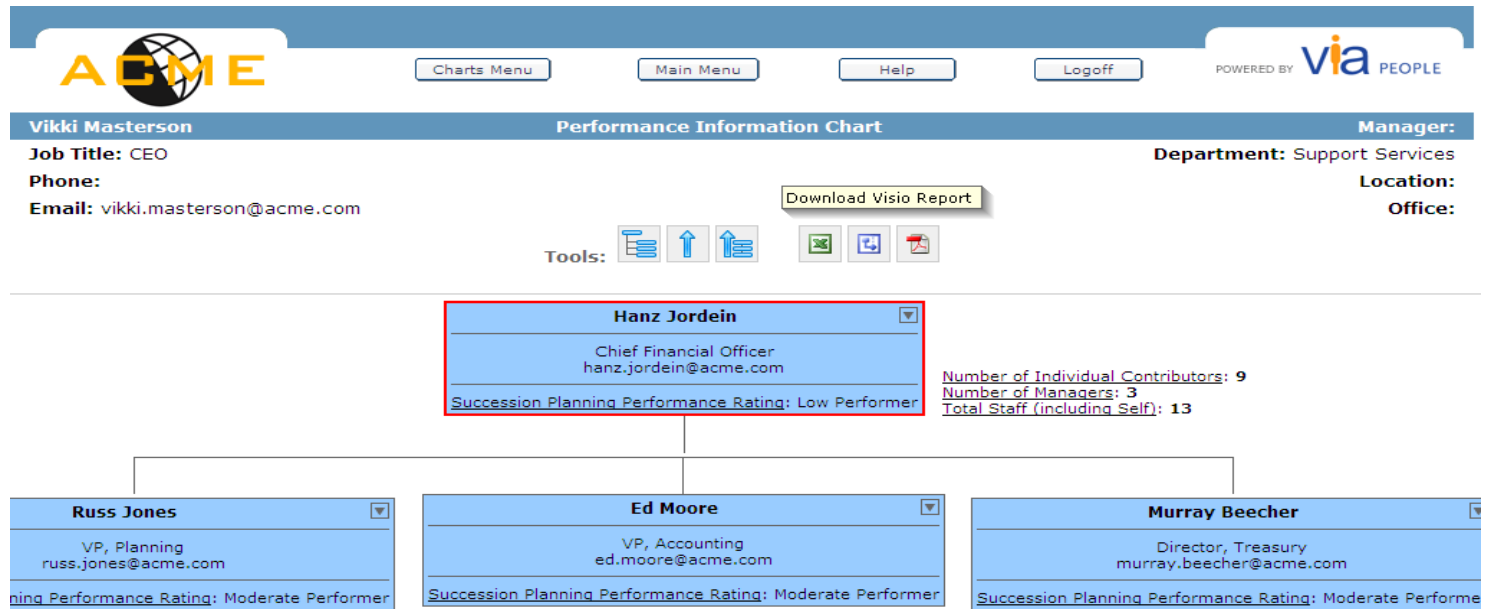 ACME
Charts Menu Main Menu Help Logoff
POWERED BY via PEOPLE
Vikki Masterson Performance Information Chart Manager:
Job Title: CEO Department: Support Services
Phone: Location:
Email: vikki.masterson@acme.com Office:
Download Visio Report
Tools:
Hanz Jordein
Chief Financial Officer
hanz.jordein@acme.com
Succession Planning Performance Rating: Low Performer
Number of Individual Contributors: 9
Number of Managers: 3
Total Staff (including Self): 13
Russ Jones
VP, Planning
russ.jones@acme.com
ning Performance Rating: Moderate Performer
Ed Moore
VP, Accounting
ed.moore@acme.com
Succession Planning Performance Rating: Moderate Performer
Murray Beecher
Director, Treasury
murray.beecher@acme.com
Succession Planning Performance Rating: Moderate Performe